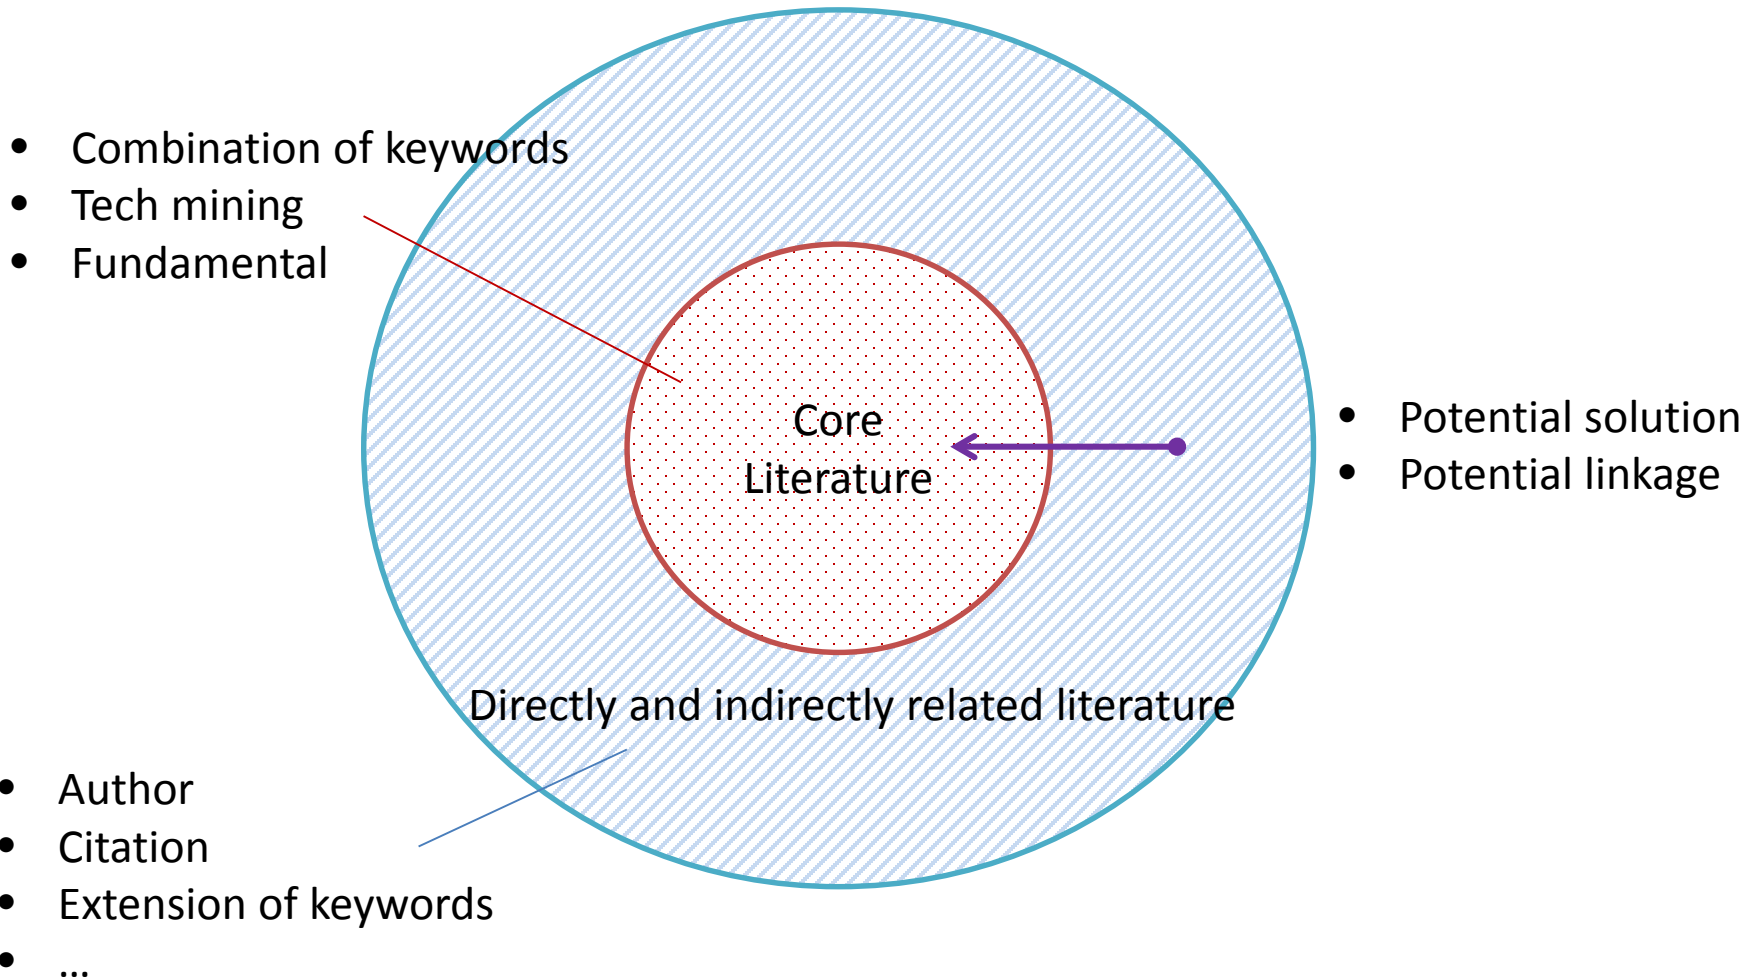 • Combination of keywords
• Tech mining
• Fundamental
Core
Literature
• Potential solution
• Potential linkage
Directly and indirectly related literature
• Author
• Citation
• Extension of keywords
• ...